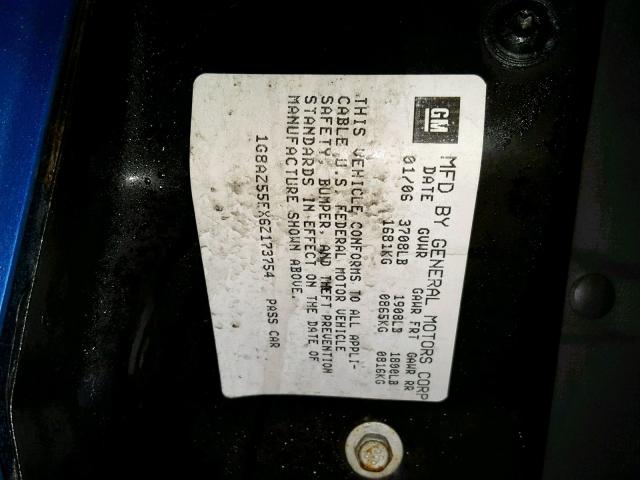 GM
MFD BY GENERAL MOTORS CORP
DATE GVWR GAWR FRT GAWR RR
01/06 3708LB 1908LB 1800LB
1681KG 0865KG 0816KG
THIS VEHICLE CONFORMS TO ALL APPLI-
CABLE U.S. FEDERAL MOTOR VEHICLE
SAFETY, BUMPER, AND THEFT PREVENTION
STANDARDS IN EFFECT ON THE DATE OF
MANUFACTURE SHOWN ABOVE.
1G8AZ55FX6Z173754 PASS CAR